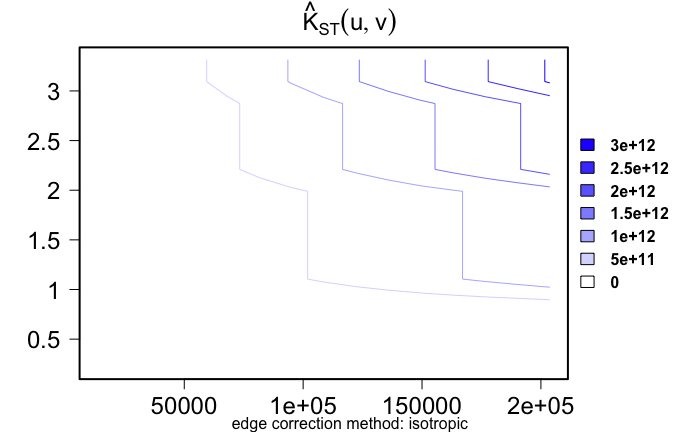 K̂ST(u, v)
3
2.5
2
1.5
1
0.5
3e+12
2.5e+12
2e+12
1.5e+12
1e+12
5e+11
0
50000 1e+05 150000 2e+05
edge correction method: isotropic